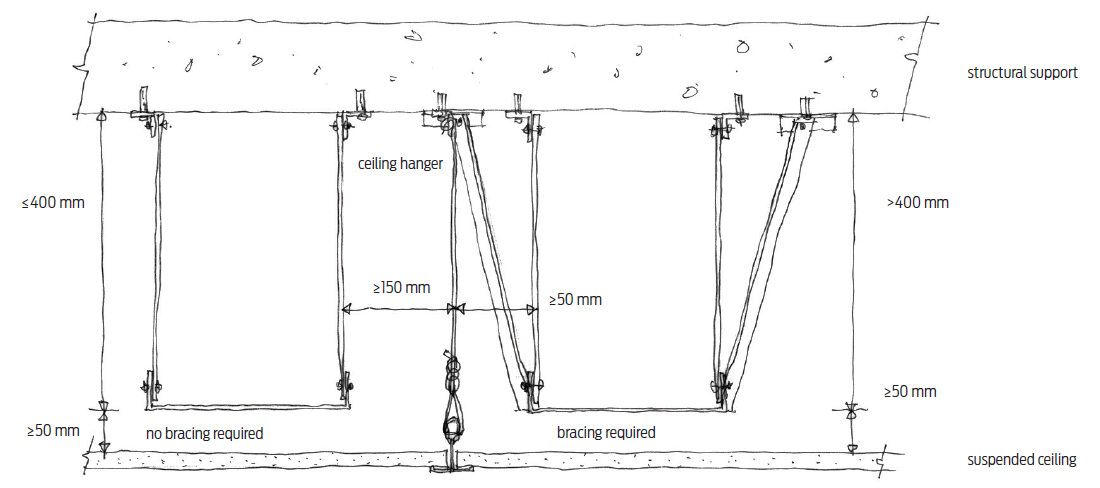 structural support
ceiling hanger
≤400 mm
>400 mm
≥150 mm
≥50 mm
≥50 mm
≥50 mm
no bracing required
bracing required
suspended ceiling